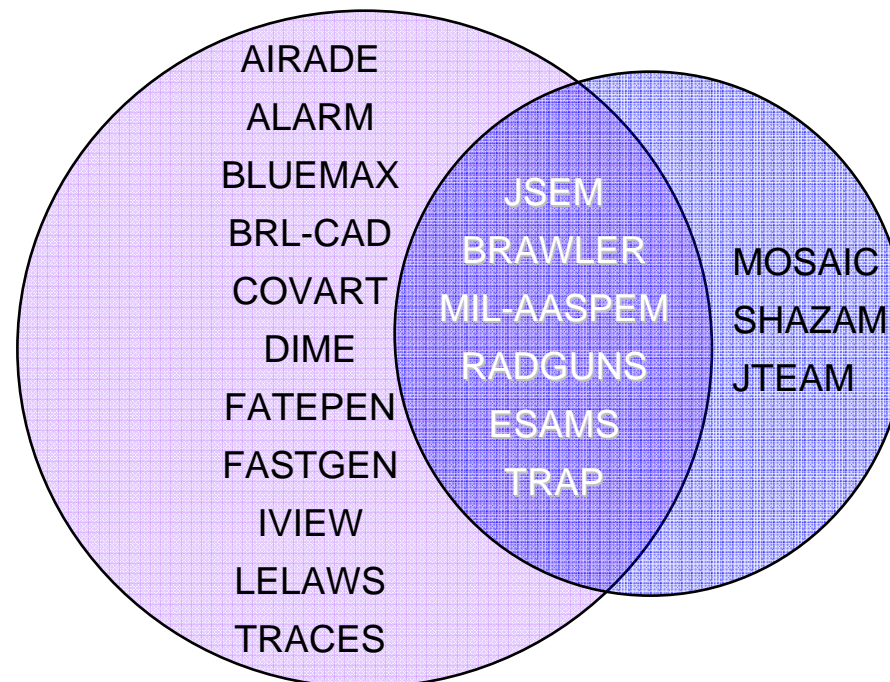 AIRADE
ALARM
BLUEMAX
BRL-CAD
COVART
DIME
FATEPEN
FASTGEN
IVIEW
LELAWS
TRACES
JSEM
BRAWLER
MIL-AASPEM
RADGUNS
ESAMS
TRAP
MOSAIC
SHAZAM
JTEAM